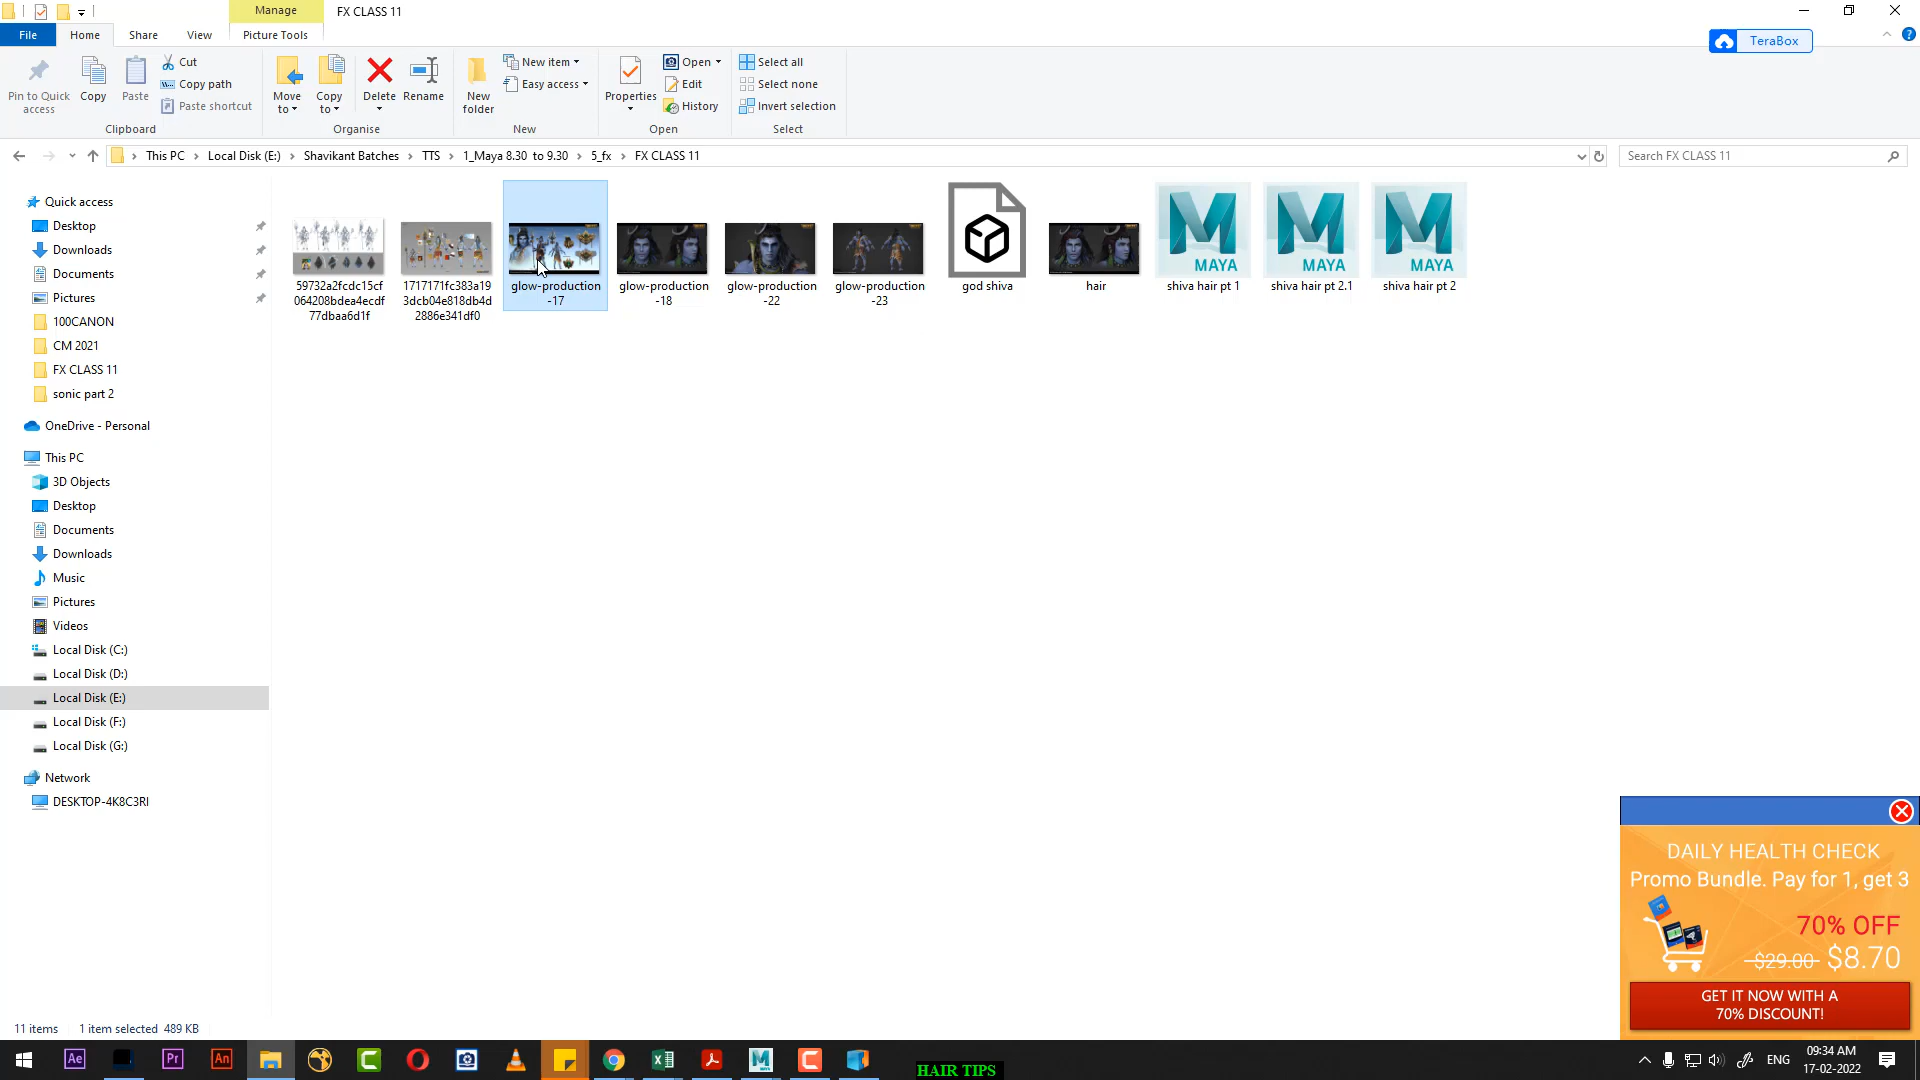 Manage
FX CLASS 11
File
Home
Share
View
Picture Tools
TeraBox
Pin to Quick
access
Copy
Paste
Cut
Copy path
Paste shortcut
Clipboard
Move
to
Copy
to
Delete
Rename
Organise
New
folder
New item
Easy access
New
Properties
Open
Edit
History
Open
Select all
Select none
Invert selection
Select
This PC
Local Disk (E:)
Shavikant Batches
TTS
1_Maya 8.30 to 9.30
5_fx
FX CLASS 11
Search FX CLASS 11
Quick access
Desktop
Downloads
Documents
Pictures
100CANON
CM 2021
FX CLASS 11
sonic part 2
OneDrive - Personal
This PC
3D Objects
Desktop
Documents
Downloads
Music
Pictures
Videos
Local Disk (C:)
Local Disk (D:)
Local Disk (E:)
Local Disk (F:)
Local Disk (G:)
Network
DESKTOP-4K8C3RI
59732a2fcdc15cf
064208bdea4ecdf
77dbaa6d1f
1717171fc383a19
3dcb04e818db4d
2886e341df0
glow-production
-17
glow-production
-18
glow-production
-22
glow-production
-23
god shiva
hair
MAYA
shiva hair pt 1
MAYA
shiva hair pt 2.1
MAYA
shiva hair pt 2
DAILY HEALTH CHECK
Promo Bundle. Pay for 1, get 3
70% OFF
$29.00 $8.70
GET IT NOW WITH A
70% DISCOUNT!
11 items
1 item selected 489 KB
Ae
Pr
An
HAIR TIPS
ENG
09:34 AM
17-02-2022